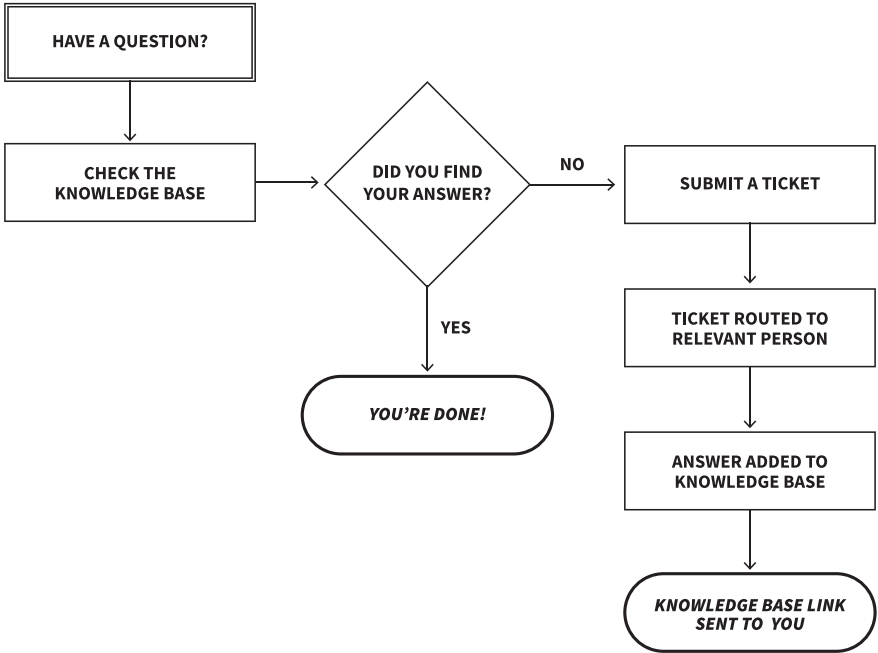 HAVE A QUESTION?
CHECK THE
KNOWLEDGE BASE
DID YOU FIND
YOUR ANSWER?
NO
YES
YOU'RE DONE!
SUBMIT A TICKET
TICKET ROUTED TO
RELEVANT PERSON
ANSWER ADDED TO
KNOWLEDGE BASE
KNOWLEDGE BASE LINK
SENT TO YOU